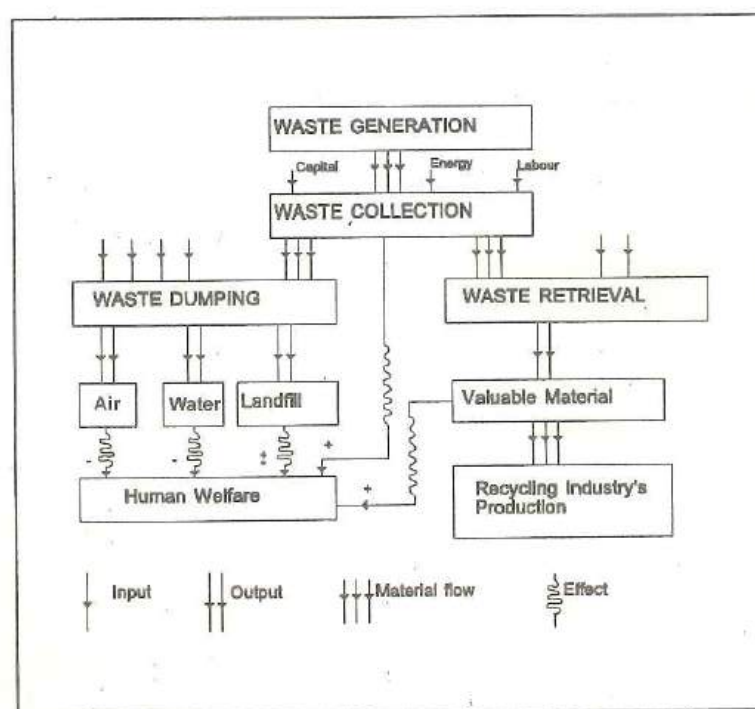 WASTE GENERATION
Capital
Energy
Labour
WASTE COLLECTION
WASTE DUMPING
WASTE RETRIEVAL
Air
Water
Landfill
Valuable Material
-
-
+
+
Human Welfare
+
Recycling Industry's
Production
Input
Output
Material flow
Effect